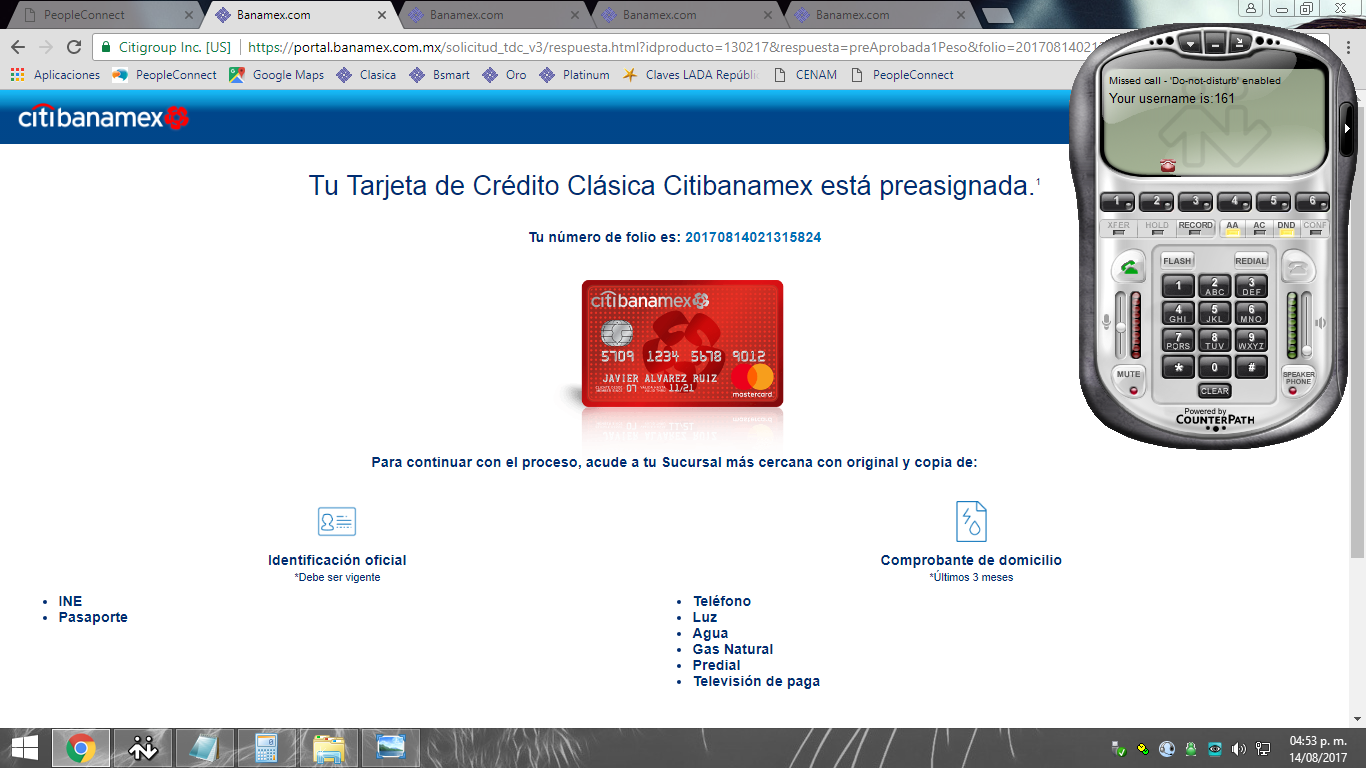 PeopleConnect
Banamex.com
Banamex.com
Banamex.com
Banamex.com
Citigroup Inc. [US]
https://portal.banamex.com.mx/solicitud_tdc_v3/respuesta.html?idproducto=130217&respuesta=preAprobada1Peso&folio=2017081402
Aplicaciones
PeopleConnect
Google Maps
Clasica
Bsmart
Oro
Platinum
Claves LADA Repúblic
CENAM
PeopleConnect
citibanamex
Tu Tarjeta de Crédito Clásica Citibanamex está preasignada.1
Tu número de folio es: 20170814021315824
citibanamex
5709 1234 5678 9012
JAVIER ALVAREZ RUIZ
07 11/21
mastercard
Para continuar con el proceso, acude a tu Sucursal más cercana con original y copia de:
Identificación oficial
*Debe ser vigente
• INE
• Pasaporte
Comprobante de domicilio
*Últimos 3 meses
• Teléfono
• Luz
• Agua
• Gas Natural
• Predial
• Televisión de paga
Missed call - 'Do-not-disturb' enabled
Your username is:161
1 2 3 4 5 6
XFER HOLD RECORD AA AC DND CONF
FLASH REDIAL
1 2 ABC 3 DEF
4 GHI 5 JKL 6 MNO
7 PQRS 8 TUV 9 WXYZ
* 0 #
MUTE
CLEAR
SPEAKER PHONE
Powered by
COUNTERPATH
04:53 p. m.
14/08/2017